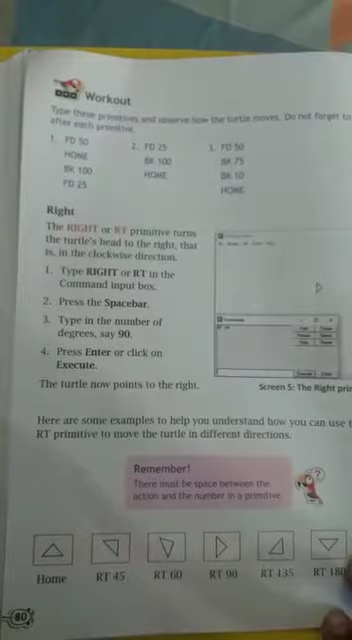 Workout
Type these primitives and observe how the turtle moves. Do not forget to
after each primitive.
1. FD 50
HOME
BK 100
FD 25
2. FD 25
BK 100
HOME
3. FD 50
BK 75
BK 10
HOME
Right
The RIGHT or RT primitive turns
the turtle's head to the right, that
is, in the clockwise direction.
1. Type RIGHT or RT in the
Command input box.
2. Press the Spacebar.
3. Type in the number of
degrees, say 90.
4. Press Enter or click on
Execute.
The turtle now points to the right.
Screen 5: The Right
Here are some examples to help you understand how you can use
RT primitive to move the turtle in different directions.
Remember!
There must be space between the
action and the number in a primitive
Home RT 45 RT 60 RT 90 RT 135 RT 180
80